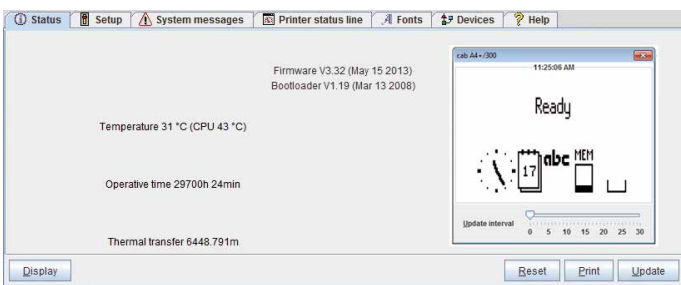 Status Setup System messages Printer status line Fonts Devices Help
Firmware V3.32 (May 15 2013)
Bootloader V1.19 (Mar 13 2008)
Temperature 31 °C (CPU 43 °C)
Operative time 29700h 24min
Thermal transfer 6448.791m
cab A4+/300
11:25:06 AM
Ready
abc MEM
17
Update interval
0 5 10 15 20 25 30
Display Reset Print Update